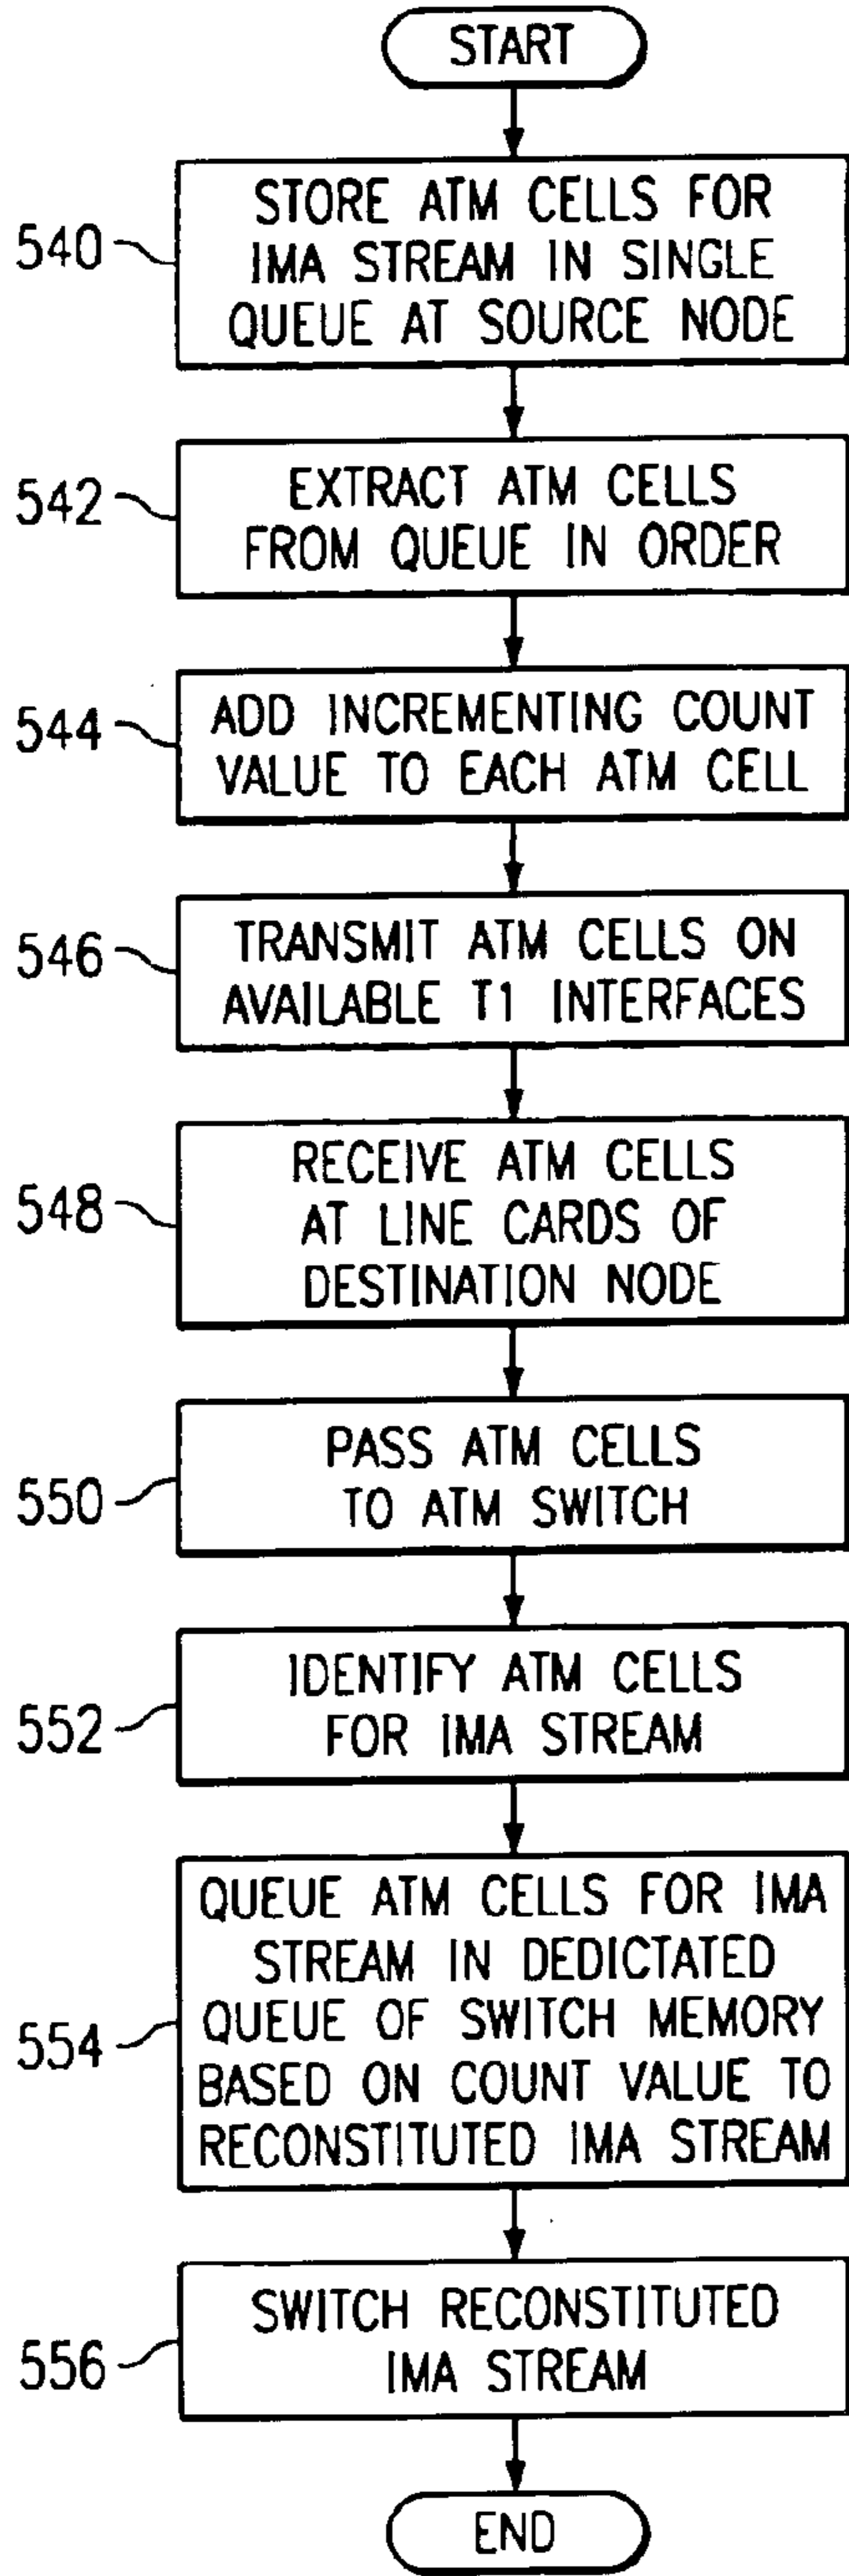 START
540
STORE ATM CELLS FOR
IMA STREAM IN SINGLE
QUEUE AT SOURCE NODE
542
EXTRACT ATM CELLS
FROM QUEUE IN ORDER
544
ADD INCREMENTING COUNT
VALUE TO EACH ATM CELL
546
TRANSMIT ATM CELLS ON
AVAILABLE T1 INTERFACES
548
RECEIVE ATM CELLS
AT LINE CARDS OF
DESTINATION NODE
550
PASS ATM CELLS
TO ATM SWITCH
552
IDENTIFY ATM CELLS
FOR IMA STREAM
554
QUEUE ATM CELLS FOR IMA
STREAM IN DEDICTATED
QUEUE OF SWITCH MEMORY
BASED ON COUNT VALUE TO
RECONSTITUTED IMA STREAM
556
SWITCH RECONSTITUTED
IMA STREAM
END